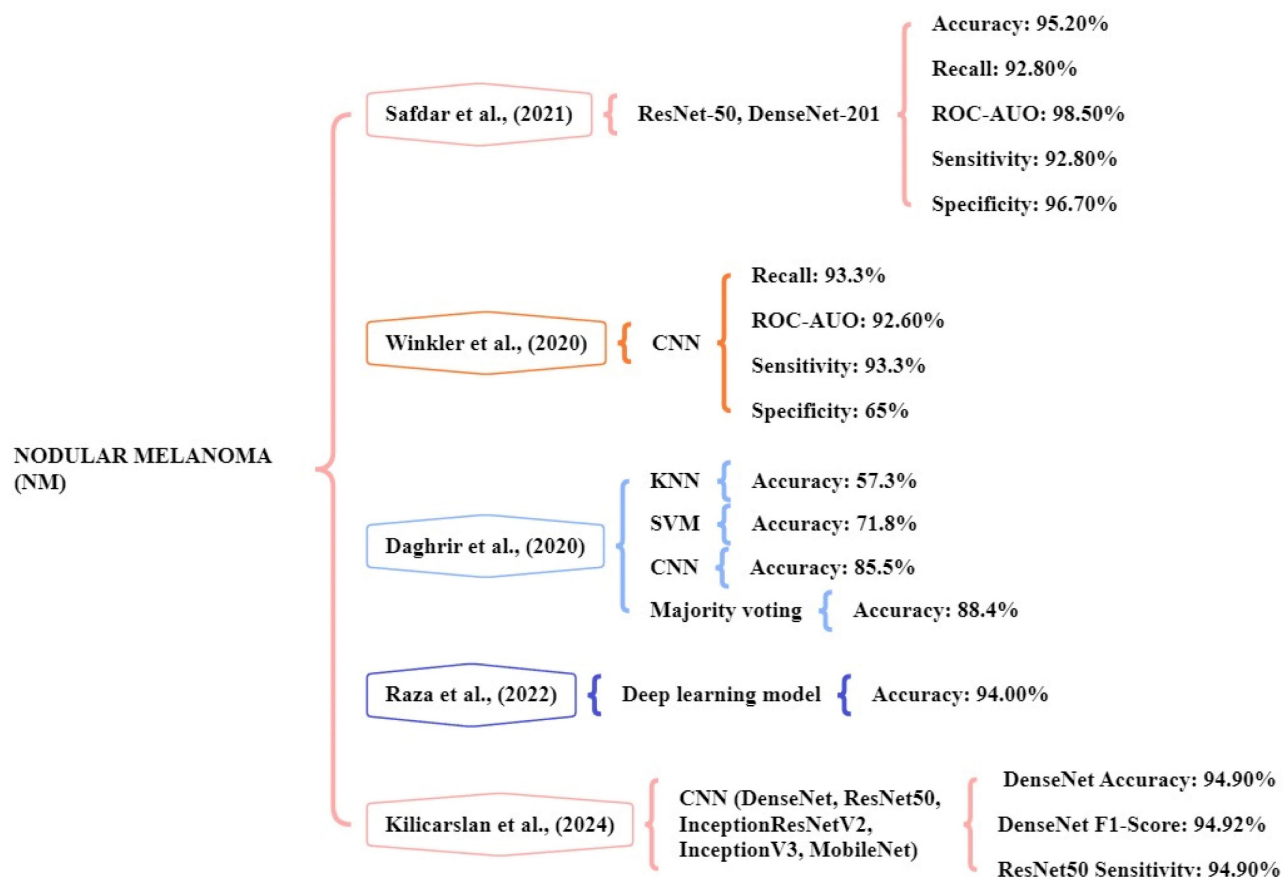 NODULAR MELANOMA
(NM)
Safdar et al., (2021)
ResNet-50, DenseNet-201
Accuracy: 95.20%
Recall: 92.80%
ROC-AUO: 98.50%
Sensitivity: 92.80%
Specificity: 96.70%
Winkler et al., (2020)
CNN
Recall: 93.3%
ROC-AUO: 92.60%
Sensitivity: 93.3%
Specificity: 65%
Daghrir et al., (2020)
KNN
Accuracy: 57.3%
SVM
Accuracy: 71.8%
CNN
Accuracy: 85.5%
Majority voting
Accuracy: 88.4%
Raza et al., (2022)
Deep learning model
Accuracy: 94.00%
Kilicarslan et al., (2024)
CNN (DenseNet, ResNet50,
InceptionResNetV2,
InceptionV3, MobileNet)
DenseNet Accuracy: 94.90%
DenseNet F1-Score: 94.92%
ResNet50 Sensitivity: 94.90%